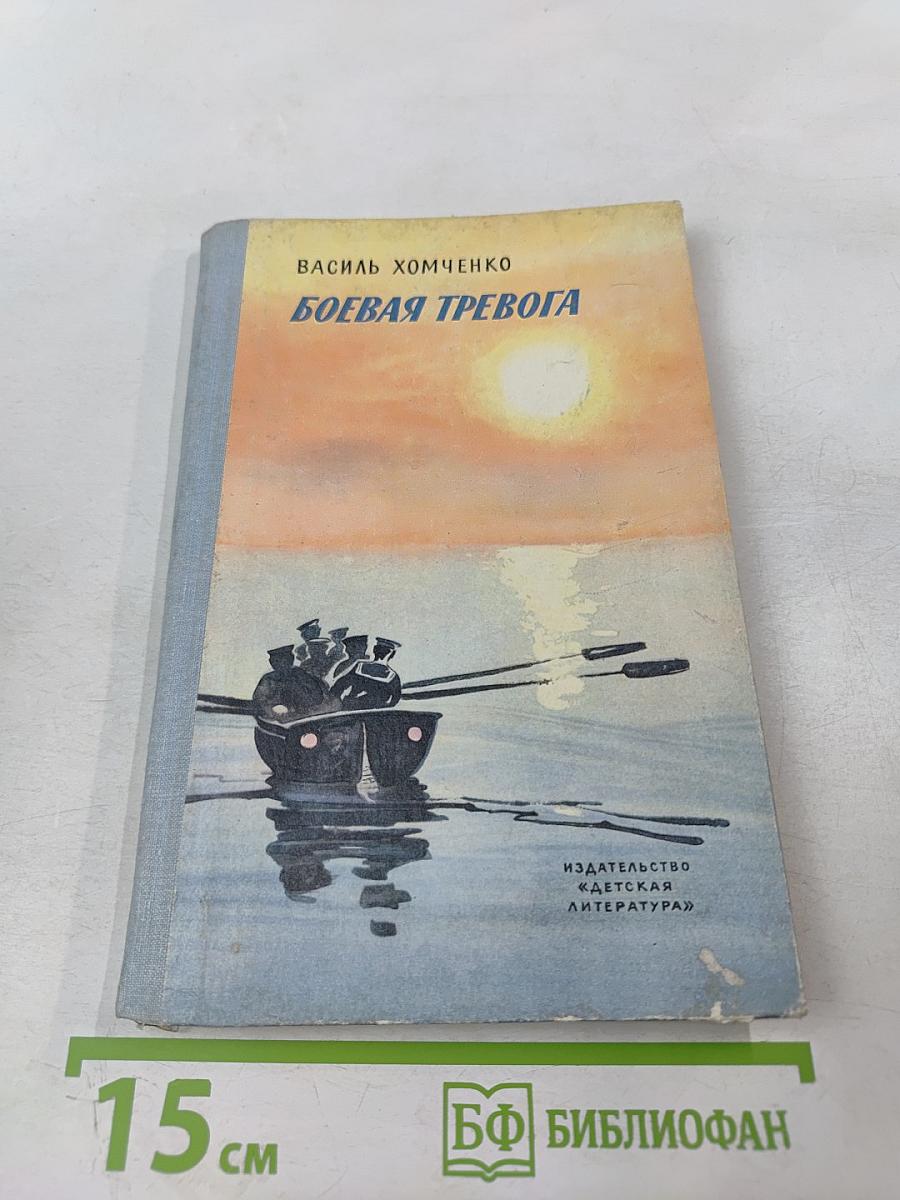 ВАСИЛЬ ХОМЧЕНКО
БОЕВАЯ ТРЕВОГА
ИЗДАТЕЛЬСТВО
«ДЕТСКАЯ
ЛИТЕРАТУРА»
15 см
БФ БИБЛИОФАН